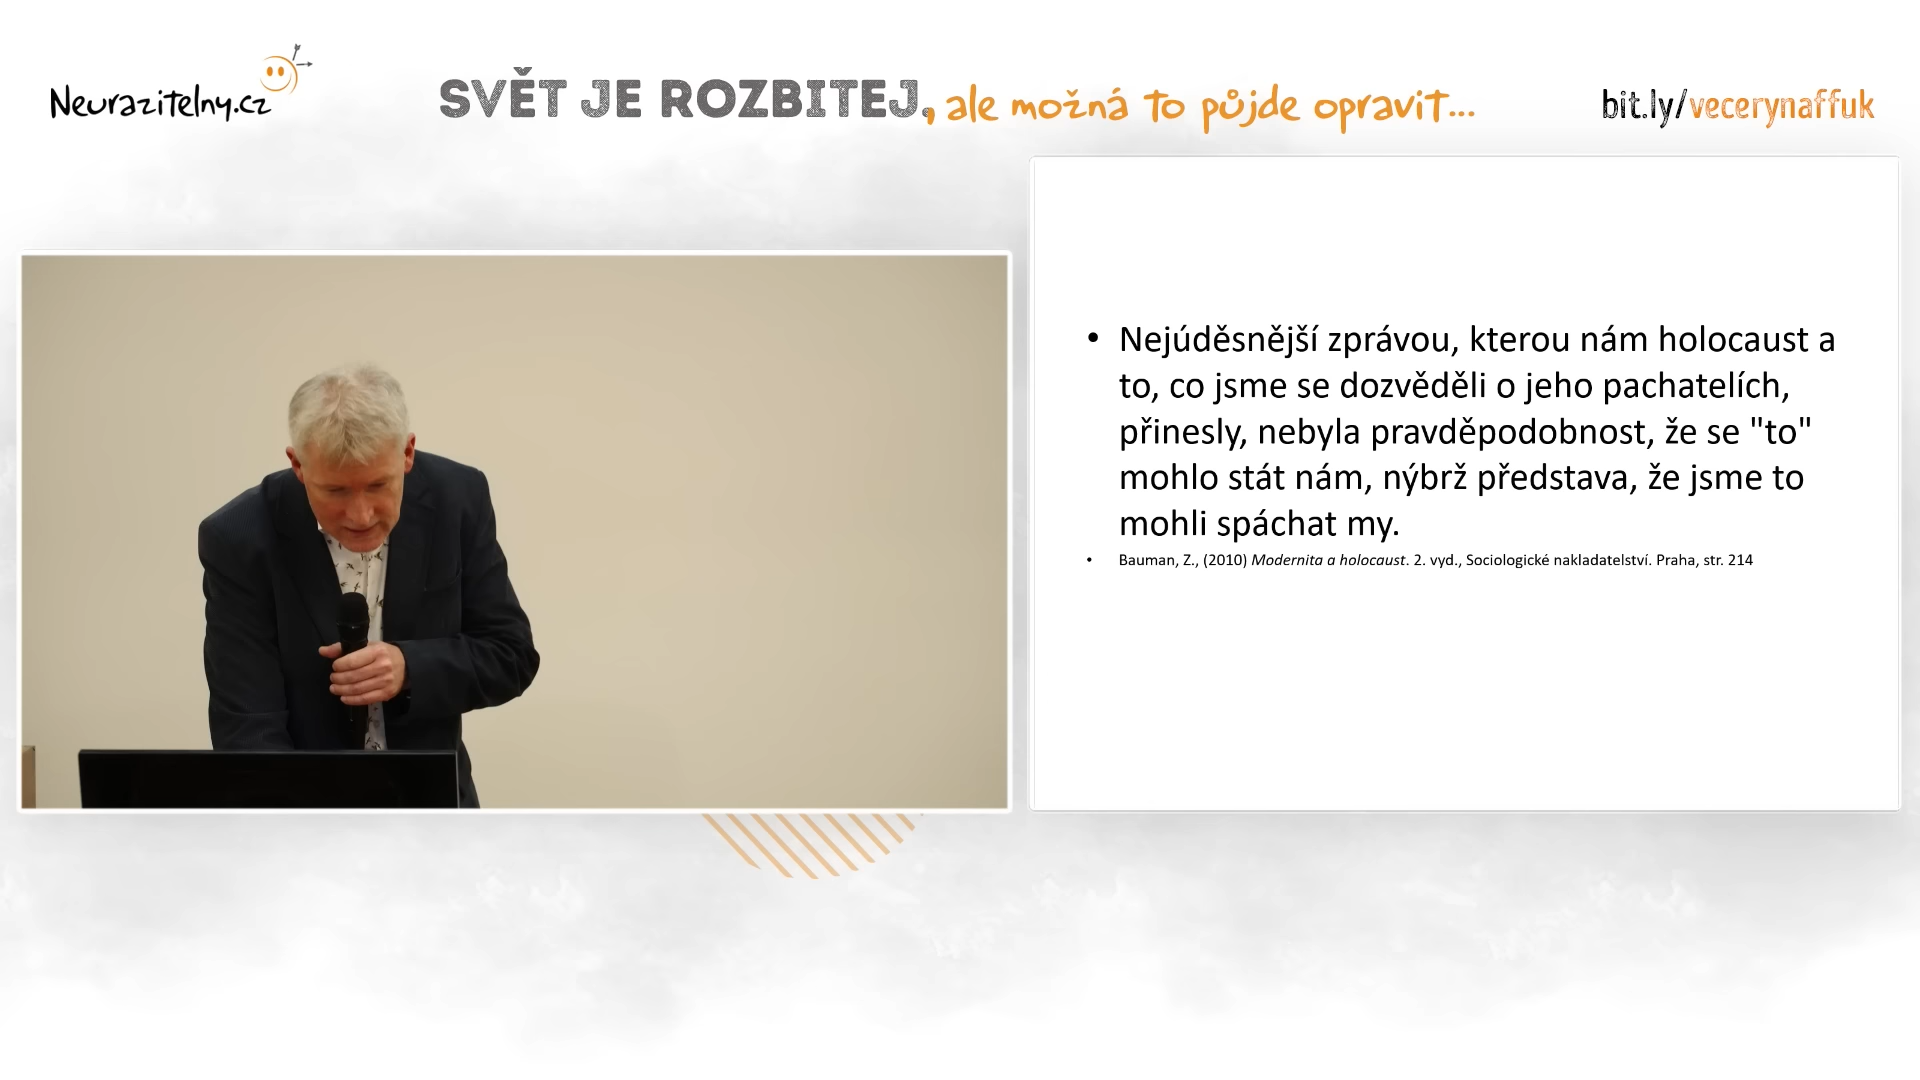 Neurazitelny.cz
SVĚT JE ROZBITEJ, ale možná to půjde opravit...
bit.ly/vecerynaffuk
• Nejúděsnější zprávou, kterou nám holocaust a
to, co jsme se dozvěděli o jeho pachatelích,
přinesly, nebyla pravděpodobnost, že se "to"
mohlo stát nám, nýbrž představa, že jsme to
mohli spáchat my.
• Bauman, Z., (2010) Modernita a holocaust. 2. vyd., Sociologické nakladatelství. Praha, str. 214